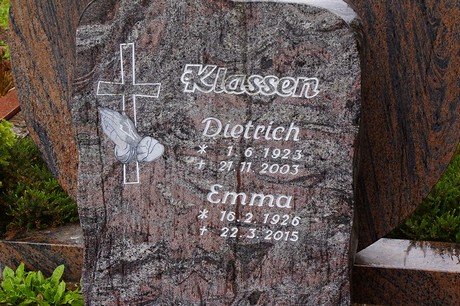 Klassen
Dietrich
* 1. 6. 1923
† 21. 11. 2003
Emma
* 16. 2. 1926
† 22. 3. 2015